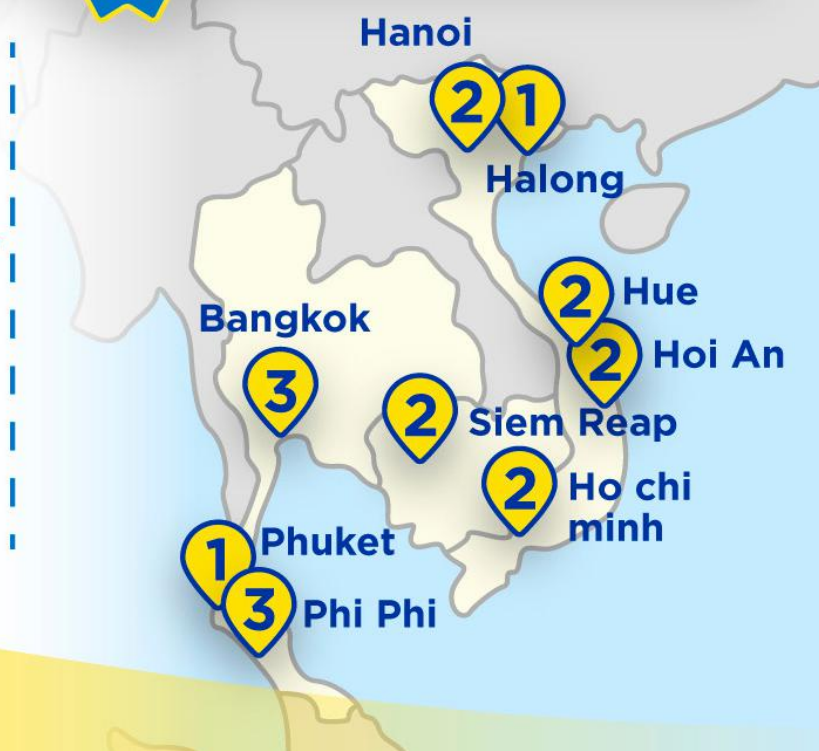 Hanoi
2 1
Halong
2 Hue
2 Hoi An
Bangkok
3
2 Siem Reap
2 Ho chi
minh
1 Phuket
3 Phi Phi